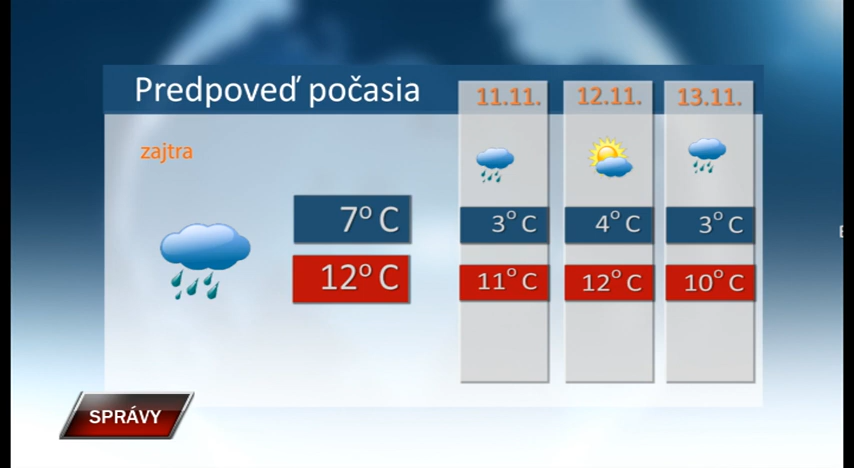 Predpoveď počasia
zajtra
7° C
12° C
11.11.
3° C
11° C
12.11.
4° C
12° C
13.11.
3° C
10° C
SPRÁVY